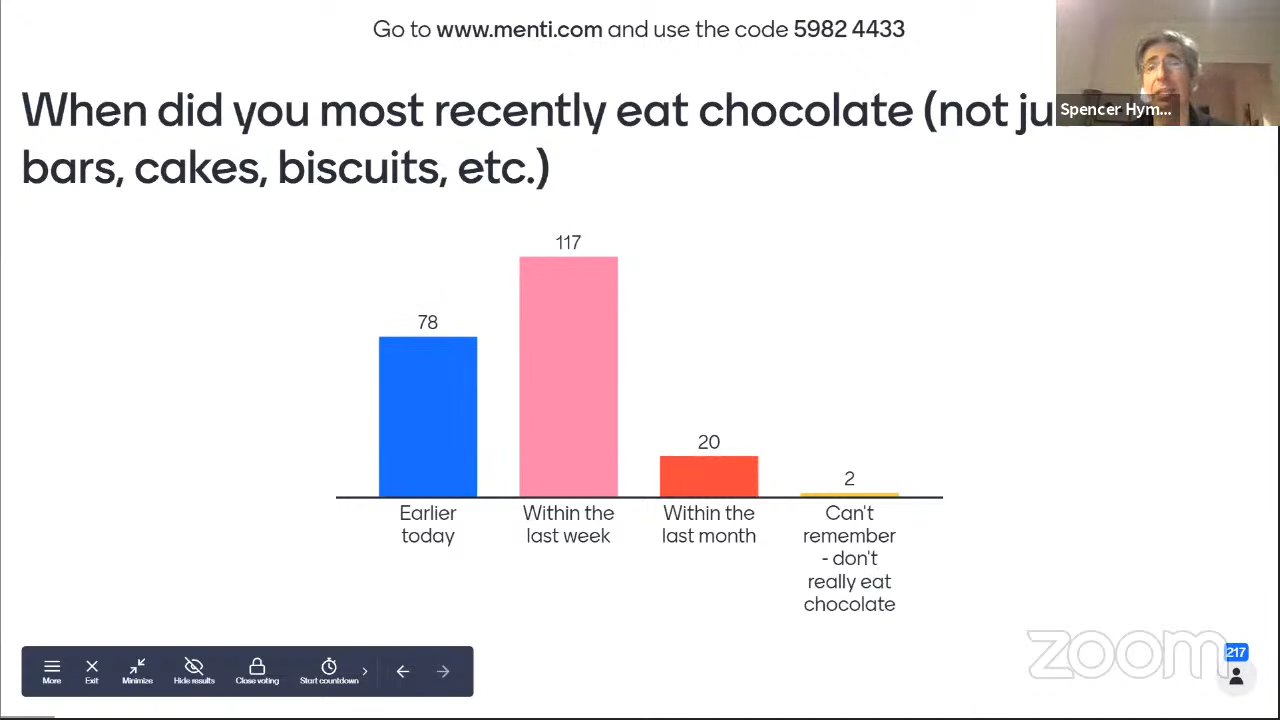 Go to www.menti.com and use the code 5982 4433
When did you most recently eat chocolate (not ju
bars, cakes, biscuits, etc.)
Spencer Hym...
117
78
20
2
Earlier
today
Within the
last week
Within the
last month
Can't
remember
- don't
really eat
chocolate
zoom
217
More
Exit
Minimize
Hide results
Close voting
Start countdown